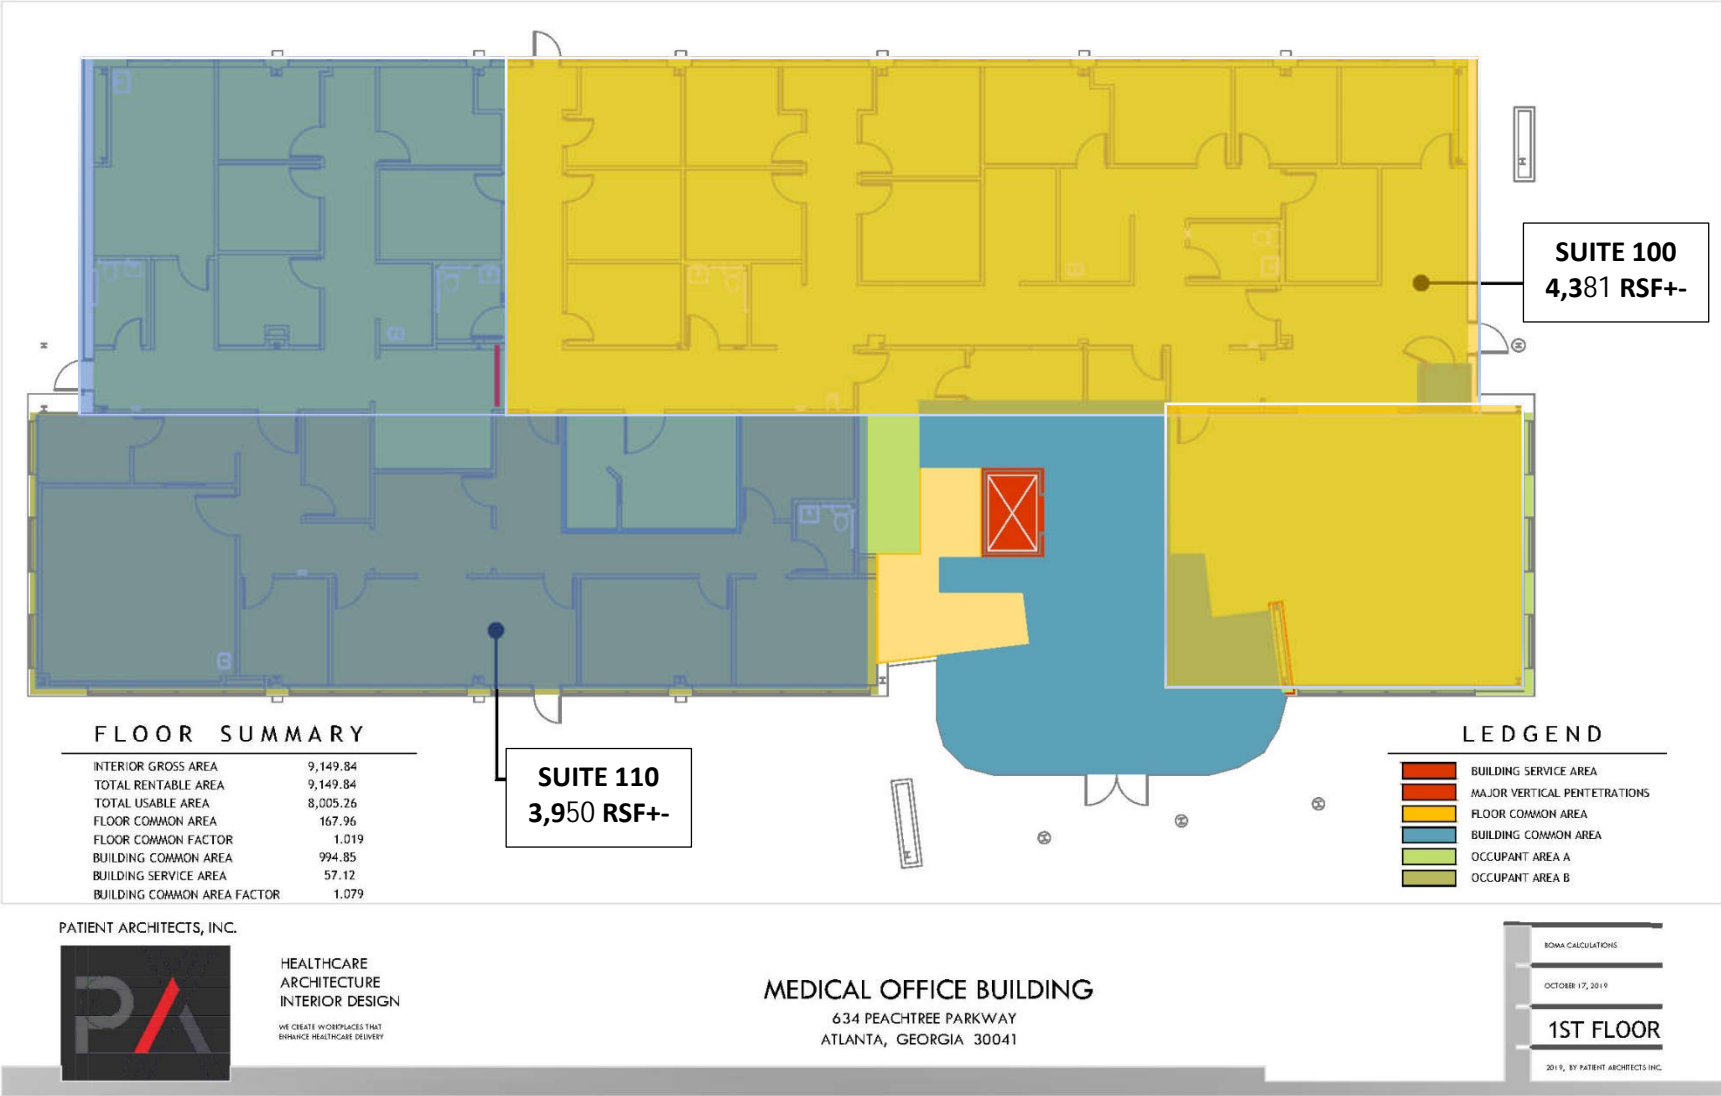 SUITE 100
4,381 RSF+-
SUITE 110
3,950 RSF+-
FLOOR SUMMARY
INTERIOR GROSS AREA 9,149.84
TOTAL RENTABLE AREA 9,149.84
TOTAL USABLE AREA 8,005.26
FLOOR COMMON AREA 167.96
FLOOR COMMON FACTOR 1.019
BUILDING COMMON AREA 994.85
BUILDING SERVICE AREA 57.12
BUILDING COMMON AREA FACTOR 1.079
LEDGEND
BUILDING SERVICE AREA
MAJOR VERTICAL PENTETRATIONS
FLOOR COMMON AREA
BUILDING COMMON AREA
OCCUPANT AREA A
OCCUPANT AREA B
PATIENT ARCHITECTS, INC.
PA
HEALTHCARE
ARCHITECTURE
INTERIOR DESIGN
WE CREATE WORKPLACES THAT
ENHANCE HEALTHCARE DELIVERY
MEDICAL OFFICE BUILDING
634 PEACHTREE PARKWAY
ATLANTA, GEORGIA 30041
BOMA CALCULATIONS
OCTOBER 17, 2019
1ST FLOOR
2019, BY PATIENT ARCHITECTS INC.